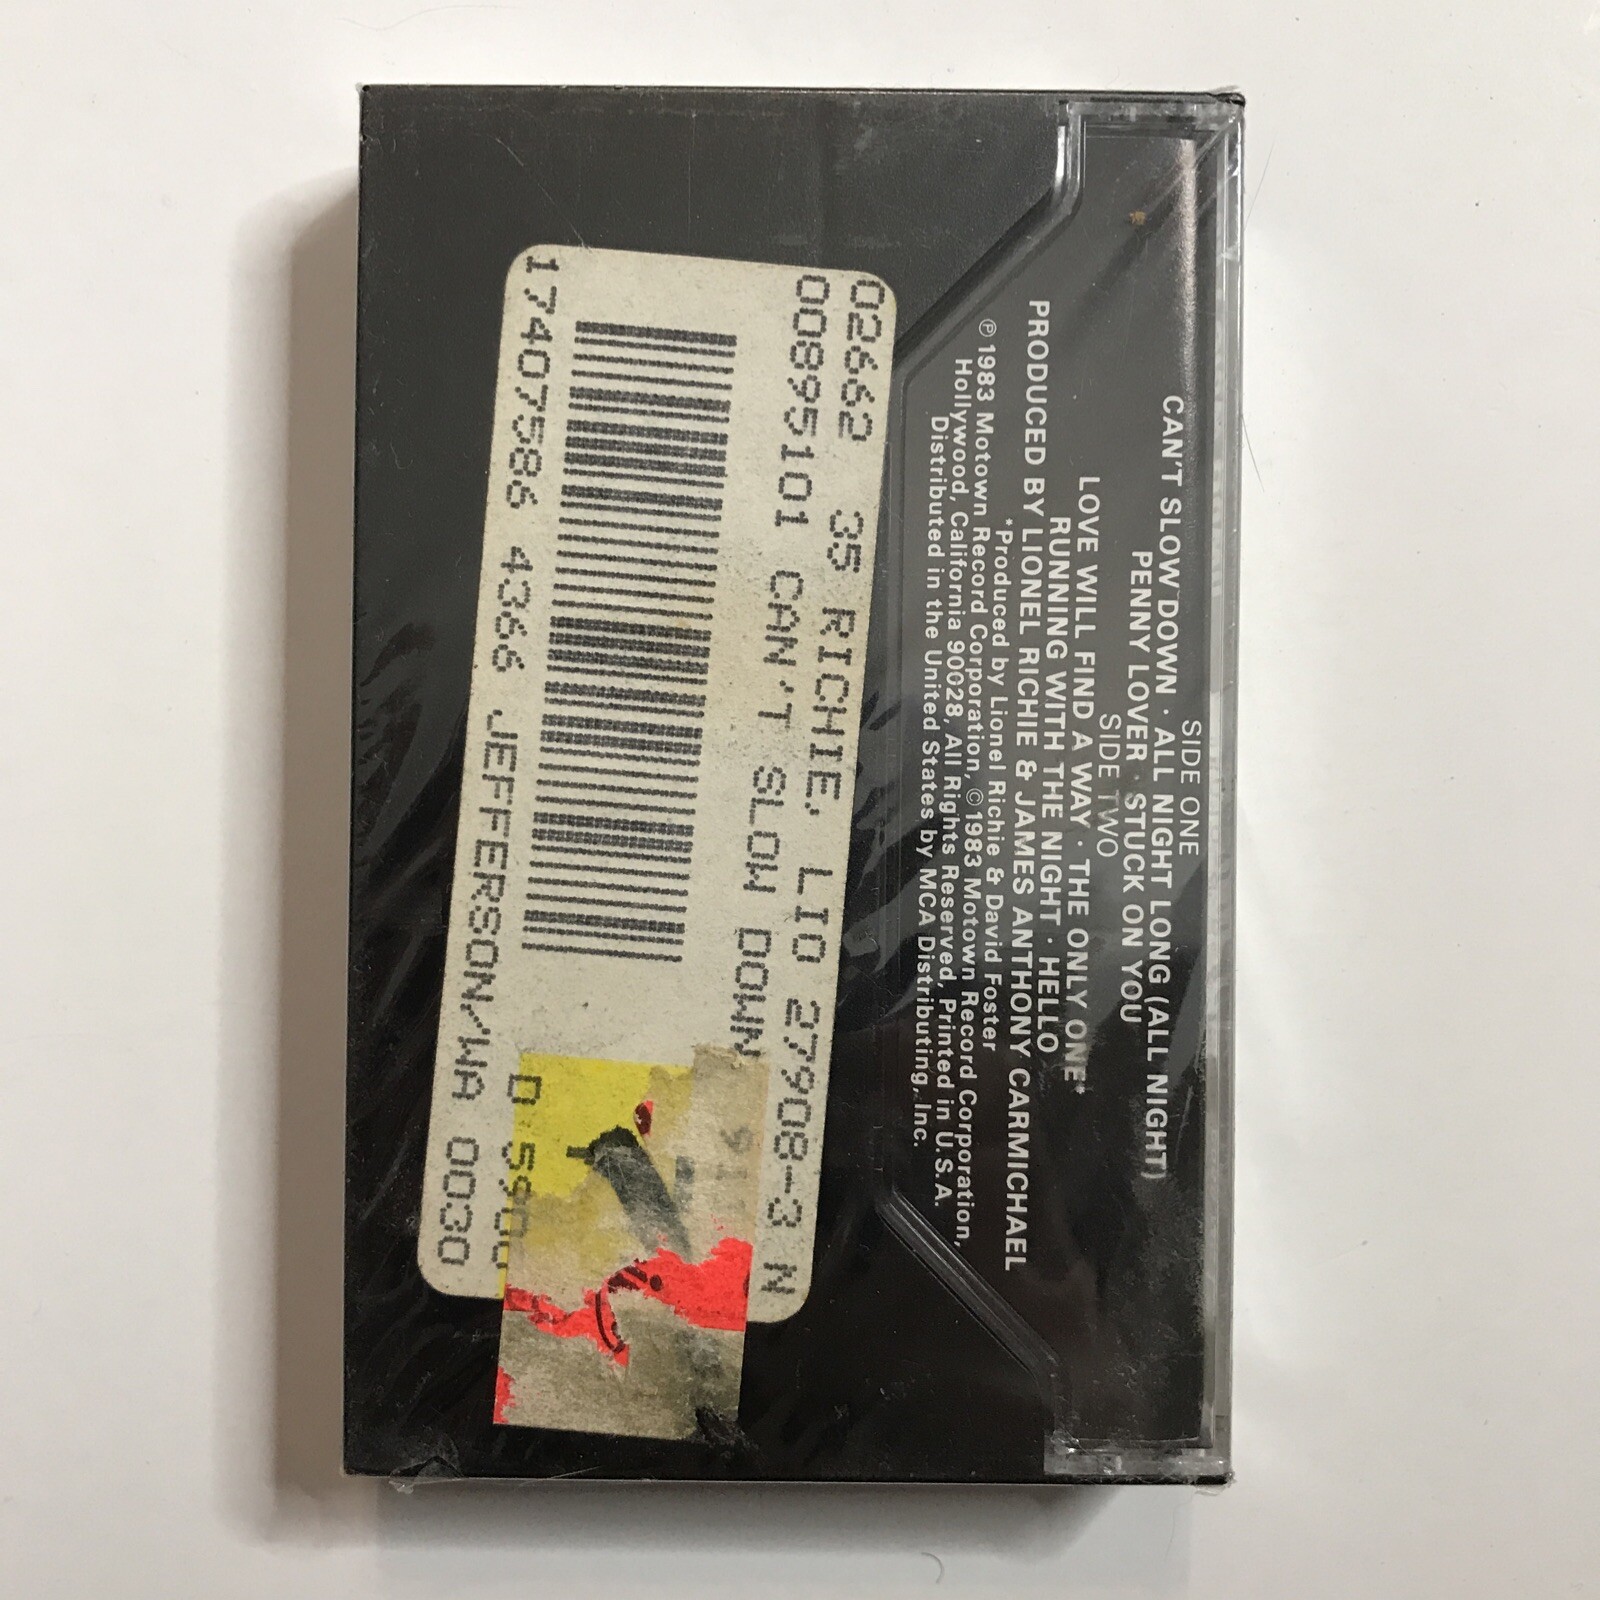 SIDE ONE
CAN'T SLOW DOWN · ALL NIGHT LONG (ALL NIGHT)
PENNY LOVER · STUCK ON YOU
SIDE TWO
LOVE WILL FIND A WAY · THE ONLY ONE*
RUNNING WITH THE NIGHT · HELLO
PRODUCED BY LIONEL RICHIE & JAMES ANTHONY CARMICHAEL
*Produced by Lionel Richie & David Foster
℗ 1983 Motown Record Corporation, © 1983 Motown Record Corporation,
Hollywood, California 90028, All Rights Reserved, Printed in U.S.A.
Distributed in the United States by MCA Distributing, Inc.
02662 35 RICHIE, LIO 27908-3 N
00895101 CAN'T SLOW DOWN
D 5900
17407586 4366 JEFFERSON/WA 0030